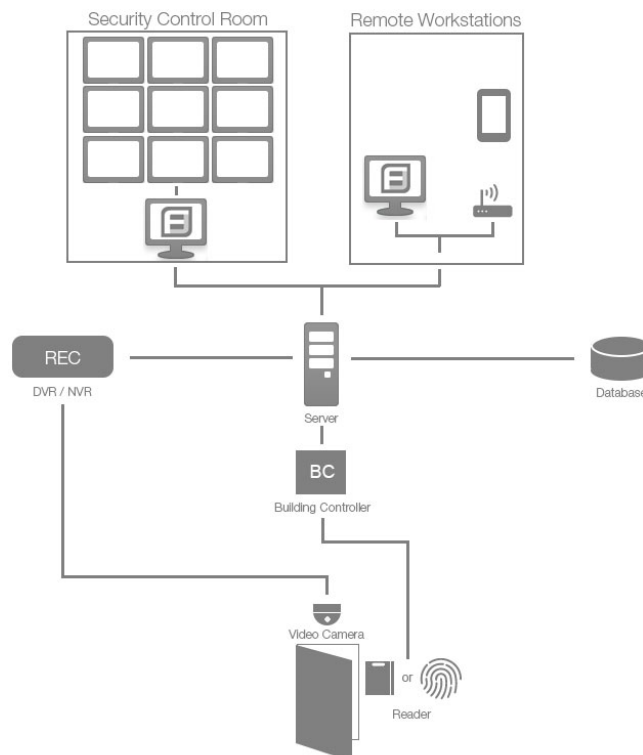 Security Control Room
Remote Workstations
REC
DVR / NVR
Server
Database
BC
Building Controller
Video Camera
or
Reader